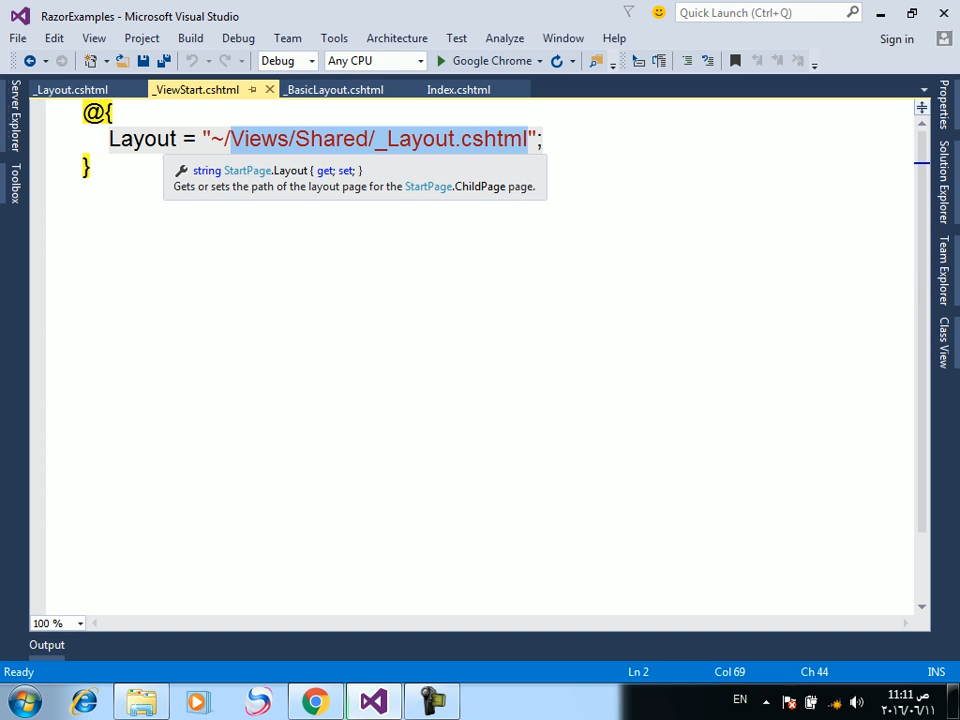 RazorExamples - Microsoft Visual Studio
Quick Launch (Ctrl+Q)
File Edit View Project Build Debug Team Tools Architecture Test Analyze Window Help Sign in
Debug Any CPU Google Chrome
_Layout.cshtml _ViewStart.cshtml _BasicLayout.cshtml Index.cshtml
@{
Layout = "~/Views/Shared/_Layout.cshtml";
}
string StartPage.Layout { get; set; }
Gets or sets the path of the layout page for the StartPage.ChildPage page.
Server Explorer
Toolbox
Properties
Solution Explorer
Team Explorer
Class View
100 %
Output
Ready Ln 2 Col 69 Ch 44 INS
EN
11:11 ص
٢٠١٦/٠٦/١١